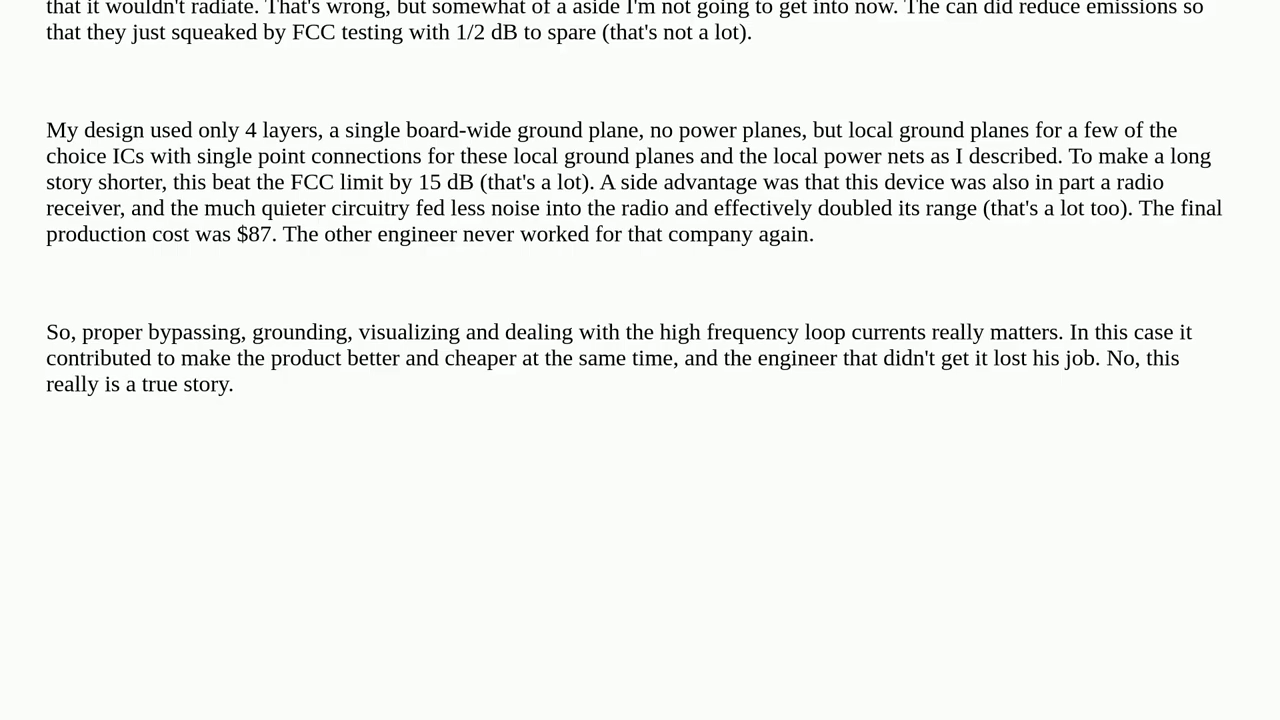 that it wouldn't radiate. That's wrong, but somewhat of a aside I'm not going to get into now. The can did reduce emissions so
that they just squeaked by FCC testing with 1/2 dB to spare (that's not a lot).
My design used only 4 layers, a single board-wide ground plane, no power planes, but local ground planes for a few of the
choice ICs with single point connections for these local ground planes and the local power nets as I described. To make a long
story shorter, this beat the FCC limit by 15 dB (that's a lot). A side advantage was that this device was also in part a radio
receiver, and the much quieter circuitry fed less noise into the radio and effectively doubled its range (that's a lot too). The final
production cost was $87. The other engineer never worked for that company again.
So, proper bypassing, grounding, visualizing and dealing with the high frequency loop currents really matters. In this case it
contributed to make the product better and cheaper at the same time, and the engineer that didn't get it lost his job. No, this
really is a true story.